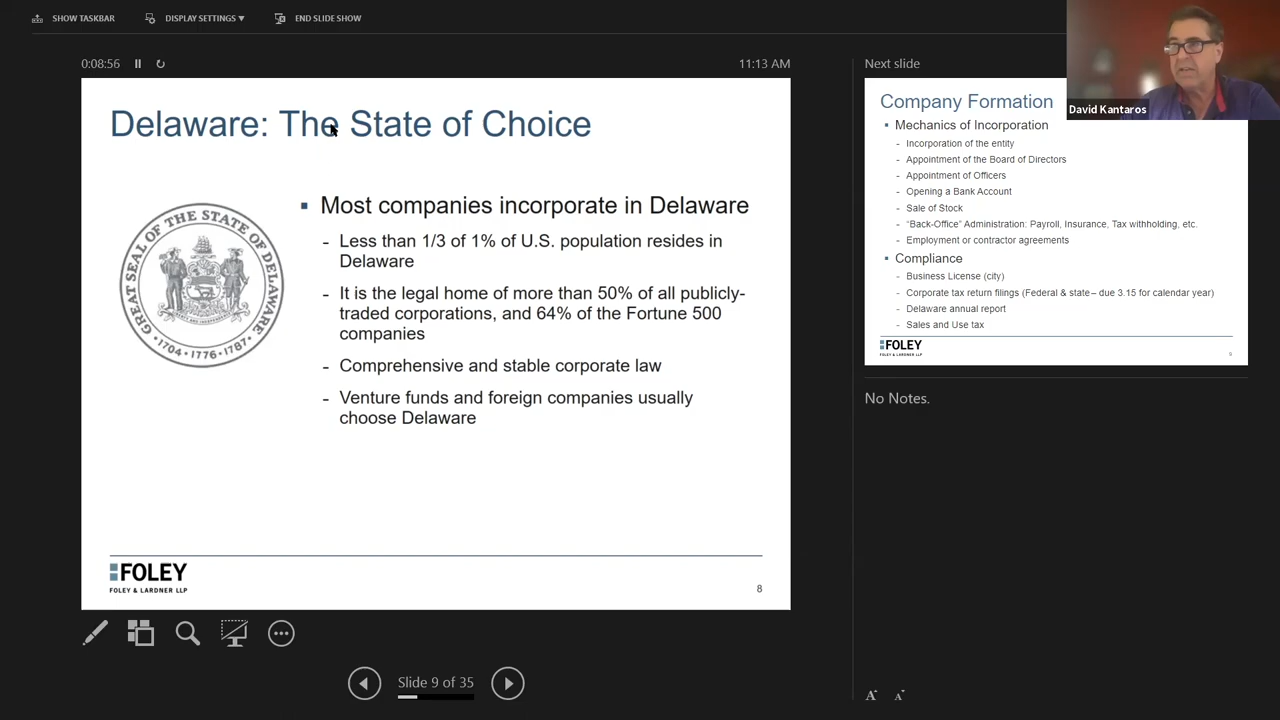 SHOW TASKBAR
DISPLAY SETTINGS ▼
END SLIDE SHOW
0:08:56
11:13 AM
Delaware: The State of Choice
GREAT SEAL OF THE STATE OF DELAWARE
• 1704 • 1776 • 1787 •
▪ Most companies incorporate in Delaware
- Less than 1/3 of 1% of U.S. population resides in
Delaware
- It is the legal home of more than 50% of all publicly-
traded corporations, and 64% of the Fortune 500
companies
- Comprehensive and stable corporate law
- Venture funds and foreign companies usually
choose Delaware
FOLEY
FOLEY & LARDNER LLP
8
Slide 9 of 35
Next slide
David Kantaros
Company Formation
▪ Mechanics of Incorporation
- Incorporation of the entity
- Appointment of the Board of Directors
- Appointment of Officers
- Opening a Bank Account
- Sale of Stock
- “Back-Office” Administration: Payroll, Insurance, Tax withholding, etc.
- Employment or contractor agreements
▪ Compliance
- Business License (city)
- Corporate tax return filings (Federal & state – due 3.15 for calendar year)
- Delaware annual report
- Sales and Use tax
FOLEY
FOLEY & LARDNER LLP
No Notes.
A A